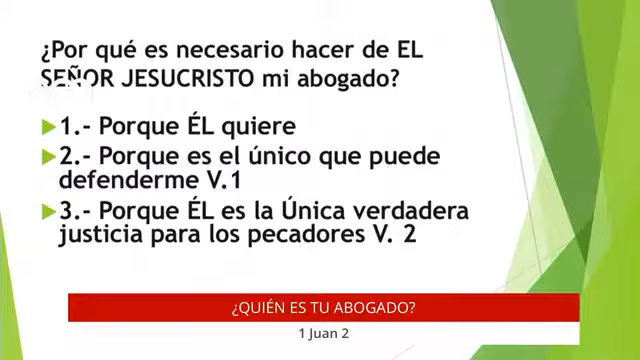 ¿Por qué es necesario hacer de EL
SEÑOR JESUCRISTO mi abogado?
1.- Porque ÉL quiere
2.- Porque es el único que puede
defenderme V.1
3.- Porque ÉL es la Única verdadera
justicia para los pecadores V. 2
¿QUIÉN ES TU ABOGADO?
1 Juan 2